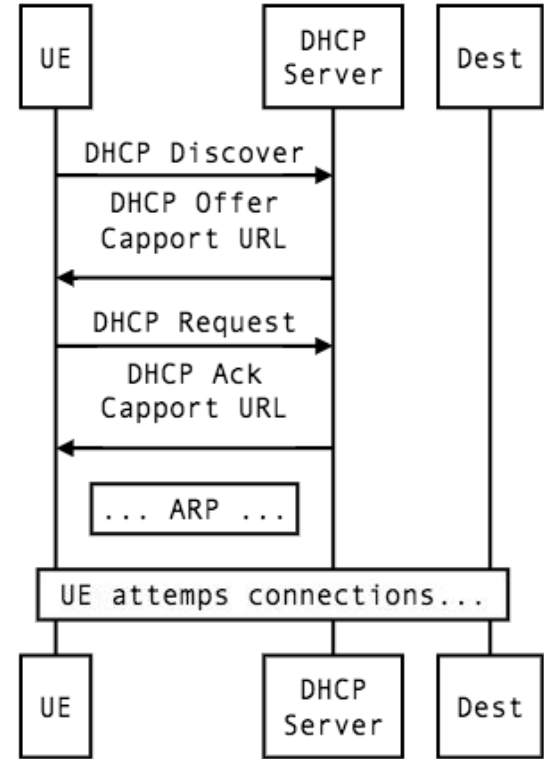 UE
DHCP
Server
Dest
DHCP Discover
DHCP Offer
Capport URL
DHCP Request
DHCP Ack
Capport URL
... ARP ...
UE attemps connections...
UE
DHCP
Server
Dest